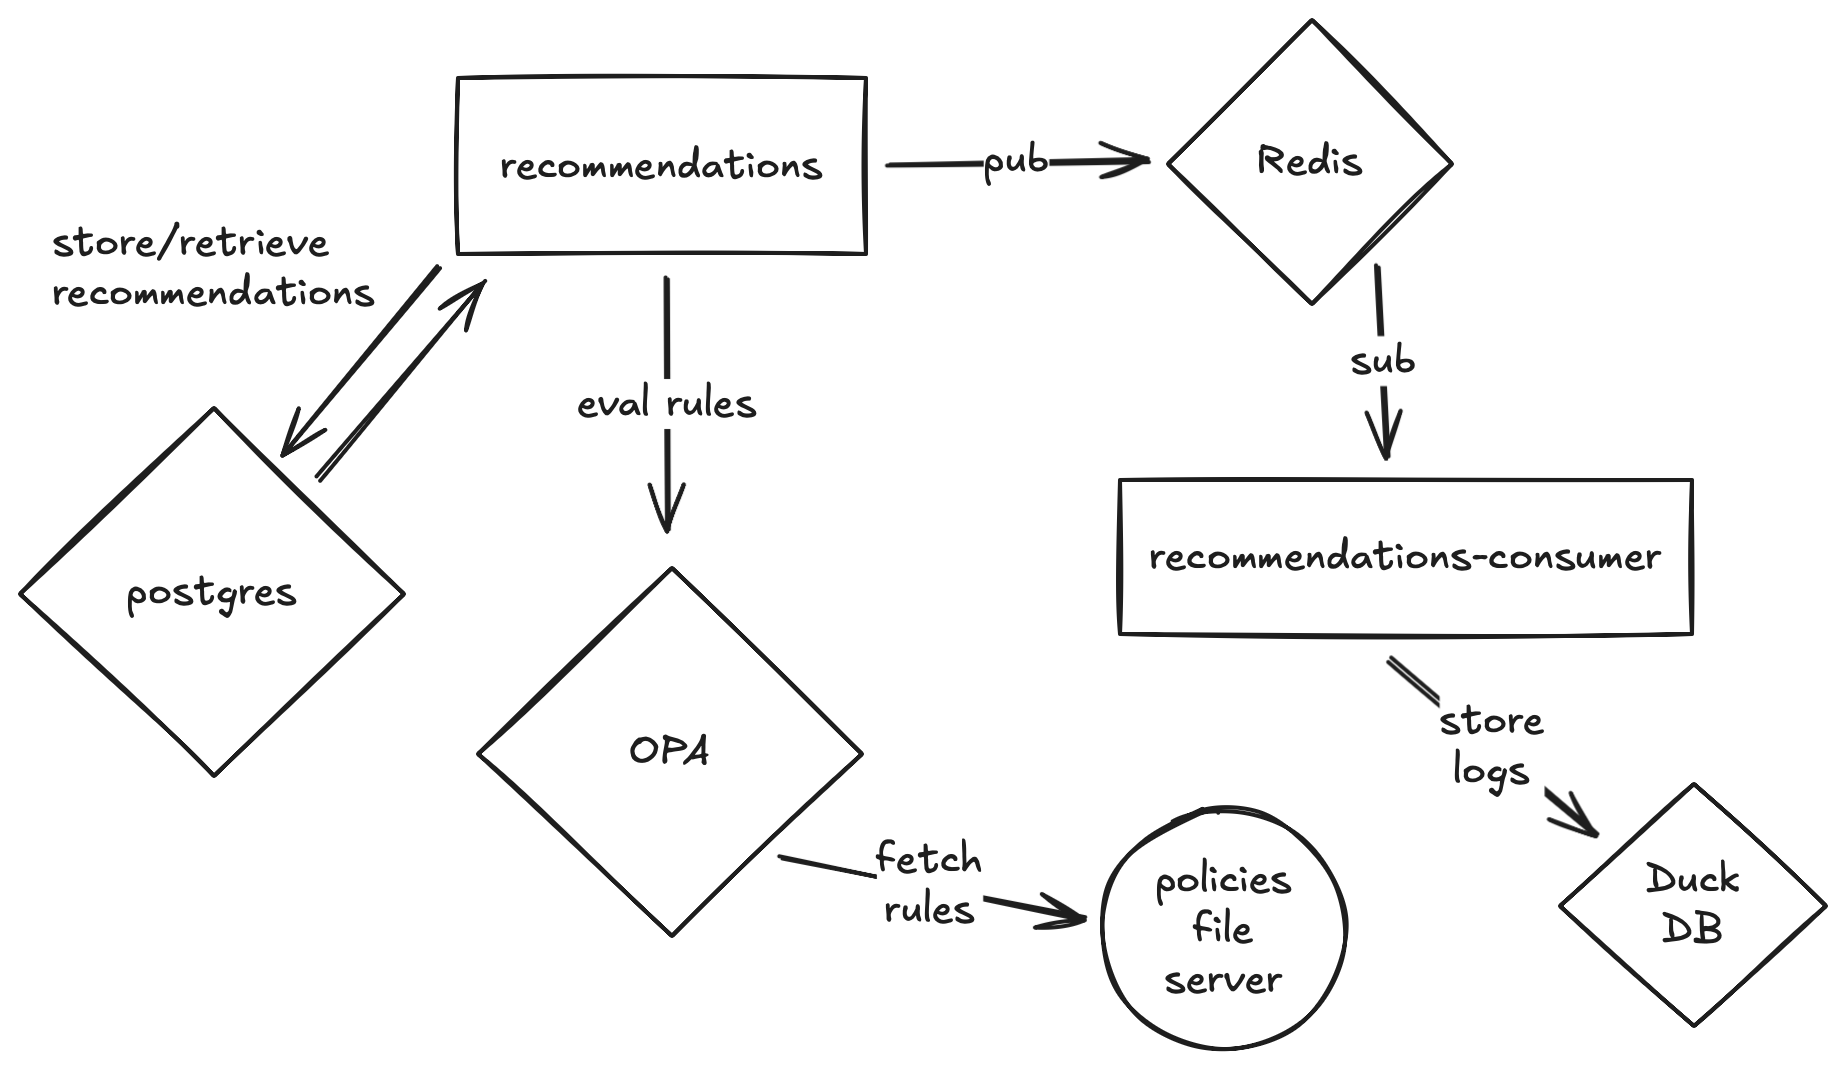 recommendations
pub
Redis
store/retrieve
recommendations
sub
eval rules
recommendations-consumer
postgres
store
logs
OPA
fetch
rules
policies
file
server
Duck
DB